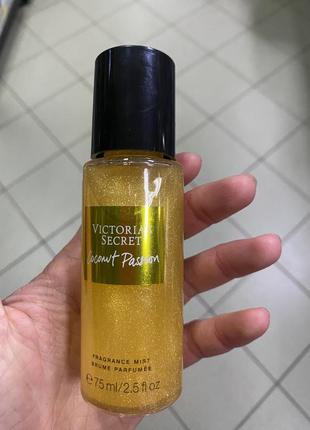 VICTORIA'S
SECRET
Coconut Passion
FRAGRANCE MIST
BRUME PARFUMÉE
e 75 ml/2.5 fl oz